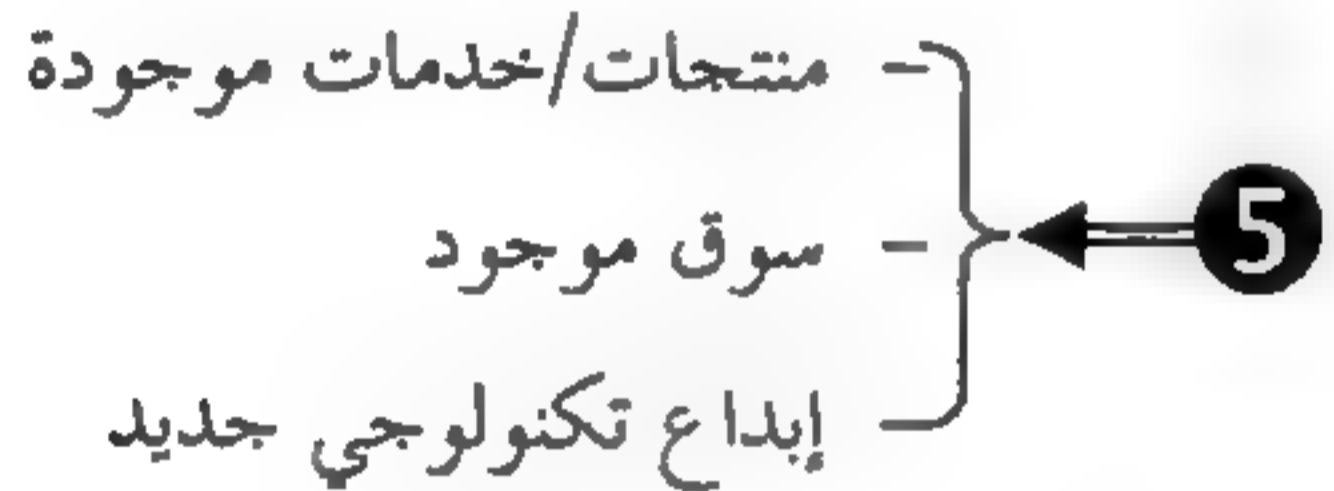 - منتجات/خدمات موجودة
5
- سوق موجود
- إبداع تكنولوجي جديد